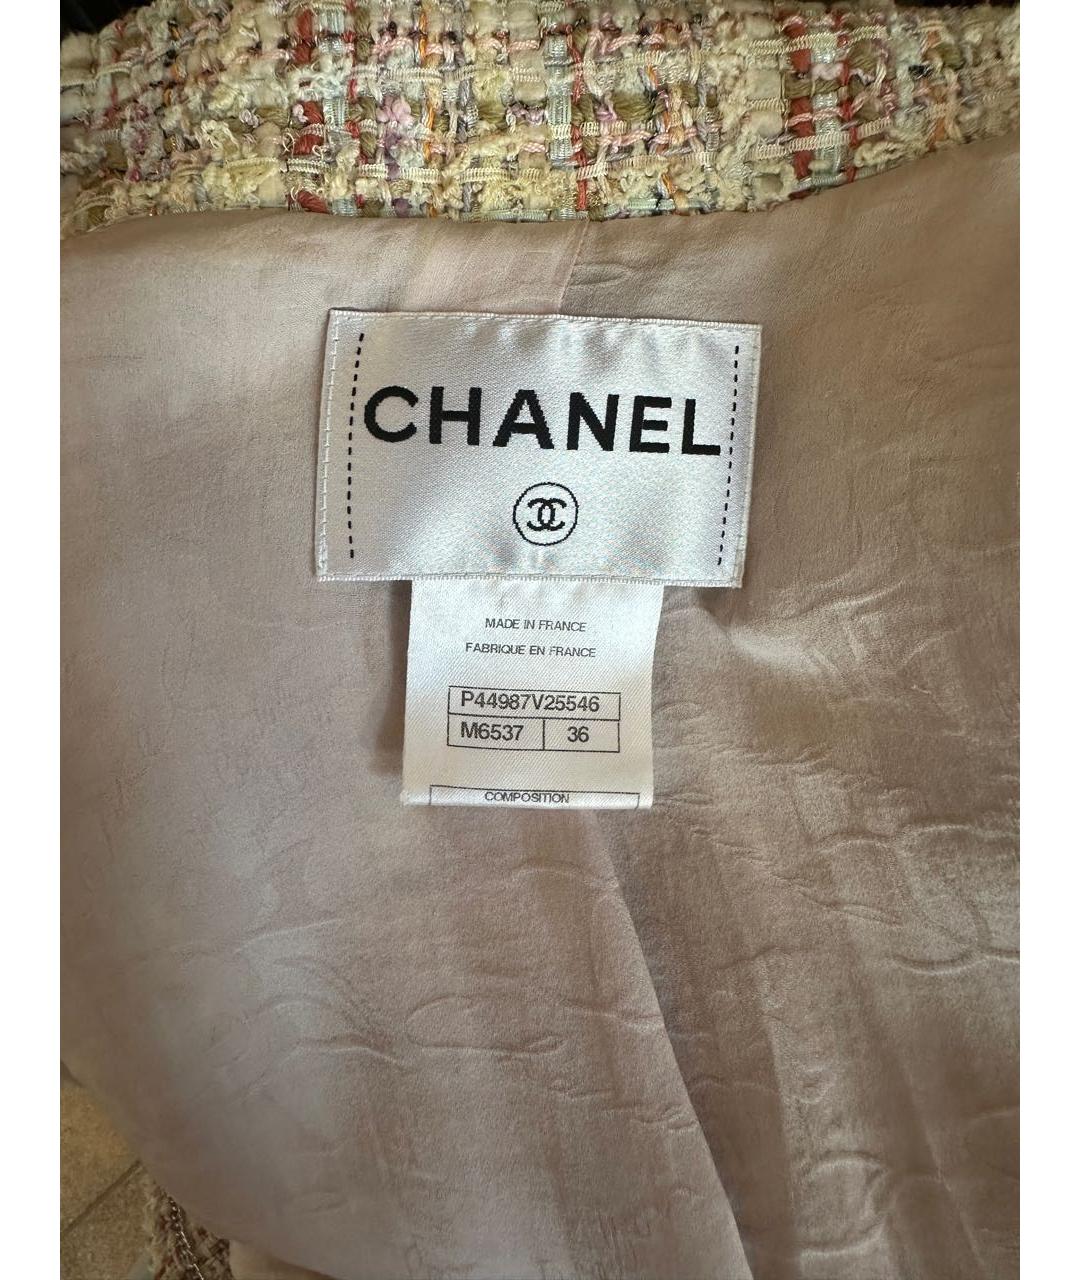 CHANEL
MADE IN FRANCE
FABRIQUE EN FRANCE
P44987V25546
M6537 36
COMPOSITION